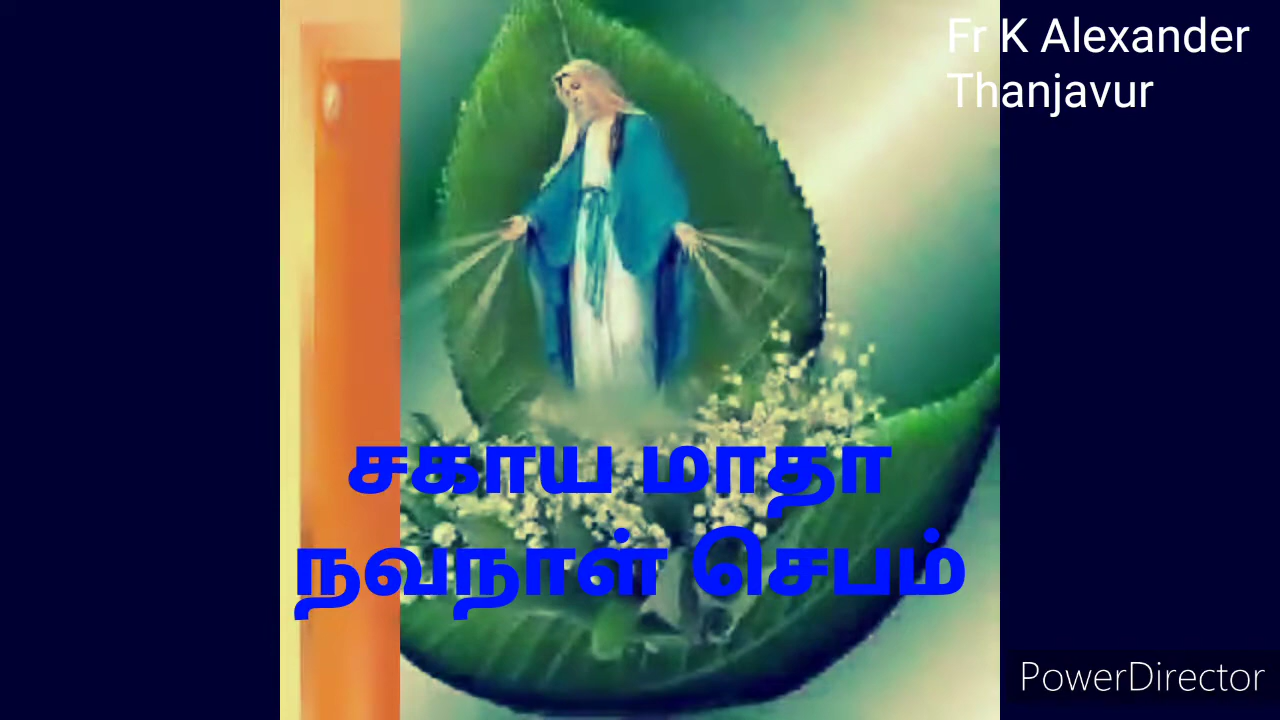 Fr K Alexander
Thanjavur
சகாய மாதா
நவநாள் செபம்
PowerDirector